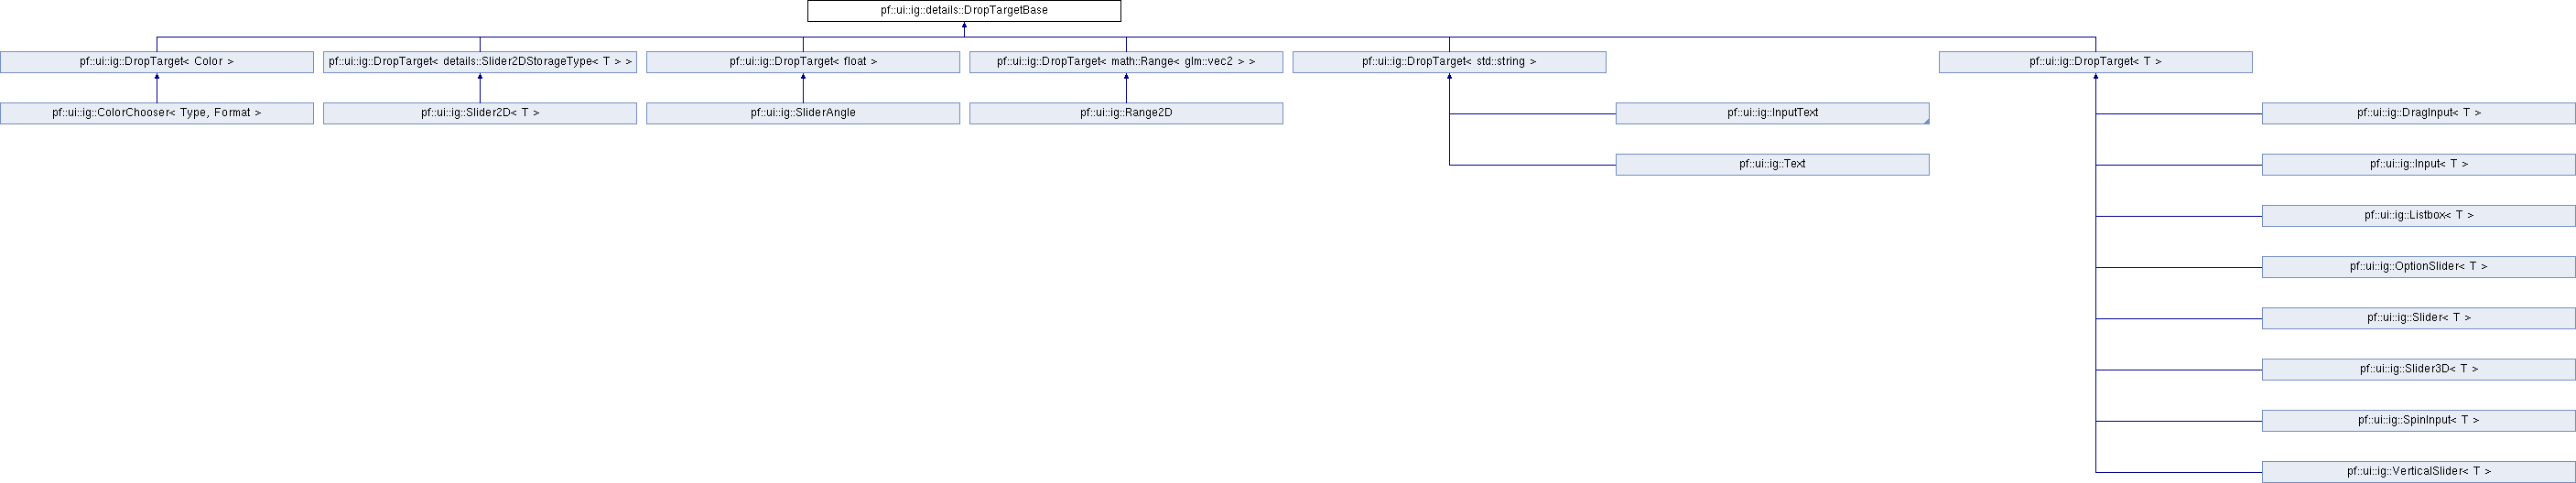 pf::ui::ig::details::DropTargetBase
pf::ui::ig::DropTarget< Color >
pf::ui::ig::DropTarget< details::Slider2DStorageType< T > >
pf::ui::ig::DropTarget< float >
pf::ui::ig::DropTarget< math::Range< glm::vec2 > >
pf::ui::ig::DropTarget< std::string >
pf::ui::ig::DropTarget< T >
pf::ui::ig::ColorChooser< Type, Format >
pf::ui::ig::Slider2D< T >
pf::ui::ig::SliderAngle
pf::ui::ig::Range2D
pf::ui::ig::InputText
pf::ui::ig::DragInput< T >
pf::ui::ig::Text
pf::ui::ig::Input< T >
pf::ui::ig::Listbox< T >
pf::ui::ig::OptionSlider< T >
pf::ui::ig::Slider< T >
pf::ui::ig::Slider3D< T >
pf::ui::ig::SpinInput< T >
pf::ui::ig::VerticalSlider< T >